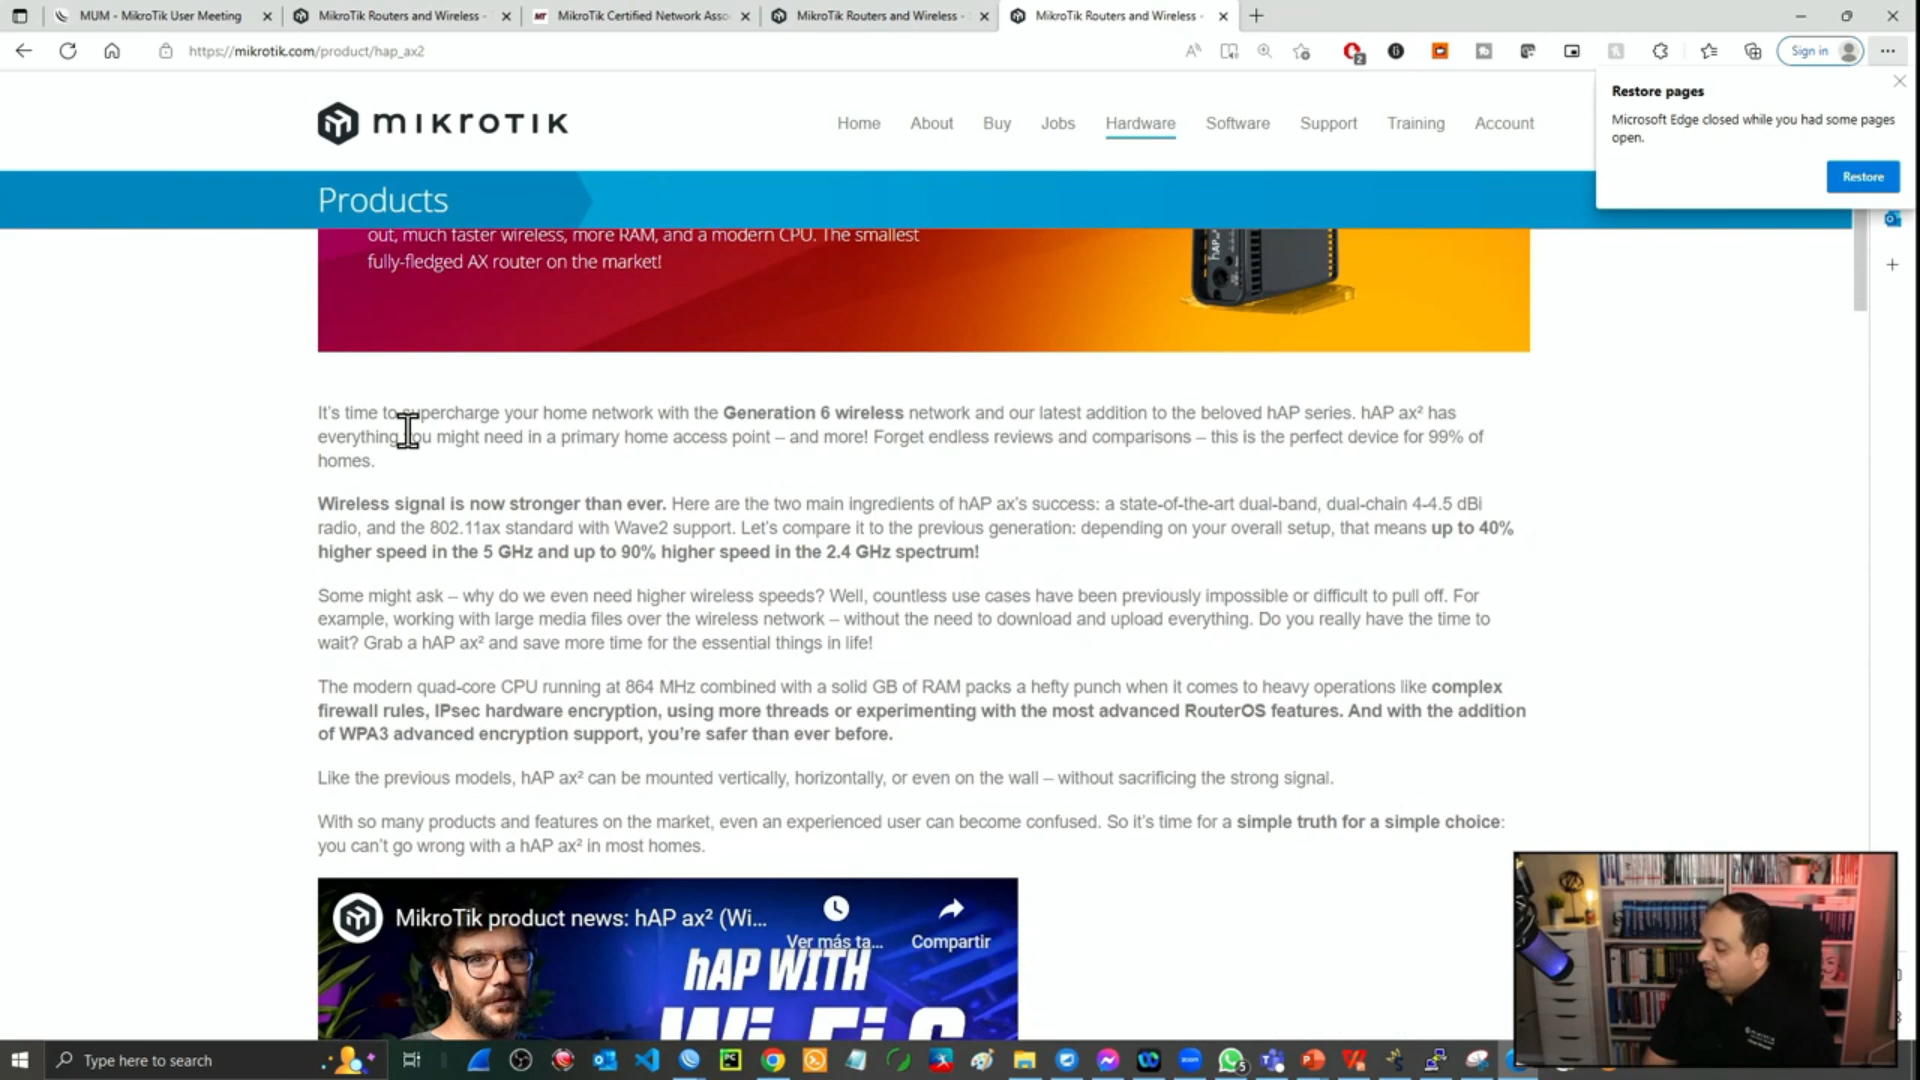 MUM - MikroTik User Meeting
MikroTik Routers and Wireless -
MikroTik Certified Network Asso
MikroTik Routers and Wireless -
MikroTik Routers and Wireless -
https://mikrotik.com/product/hap_ax2
Sign in
Restore pages
Microsoft Edge closed while you had some pages
open.
Restore
mikrotik
Home
About
Buy
Jobs
Hardware
Software
Support
Training
Account
Products
out, much faster wireless, more RAM, and a modern CPU. The smallest
fully-fledged AX router on the market!
It's time to supercharge your home network with the Generation 6 wireless network and our latest addition to the beloved hAP series. hAP ax² has
everything you might need in a primary home access point – and more! Forget endless reviews and comparisons – this is the perfect device for 99% of
homes.
Wireless signal is now stronger than ever. Here are the two main ingredients of hAP ax's success: a state-of-the-art dual-band, dual-chain 4-4.5 dBi
radio, and the 802.11ax standard with Wave2 support. Let's compare it to the previous generation: depending on your overall setup, that means up to 40%
higher speed in the 5 GHz and up to 90% higher speed in the 2.4 GHz spectrum!
Some might ask – why do we even need higher wireless speeds? Well, countless use cases have been previously impossible or difficult to pull off. For
example, working with large media files over the wireless network – without the need to download and upload everything. Do you really have the time to
wait? Grab a hAP ax² and save more time for the essential things in life!
The modern quad-core CPU running at 864 MHz combined with a solid GB of RAM packs a hefty punch when it comes to heavy operations like complex
firewall rules, IPsec hardware encryption, using more threads or experimenting with the most advanced RouterOS features. And with the addition
of WPA3 advanced encryption support, you're safer than ever before.
Like the previous models, hAP ax² can be mounted vertically, horizontally, or even on the wall – without sacrificing the strong signal.
With so many products and features on the market, even an experienced user can become confused. So it's time for a simple truth for a simple choice:
you can't go wrong with a hAP ax² in most homes.
MikroTik product news: hAP ax² (Wi...
Ver más ta...
Compartir
hAP WITH
Type here to search